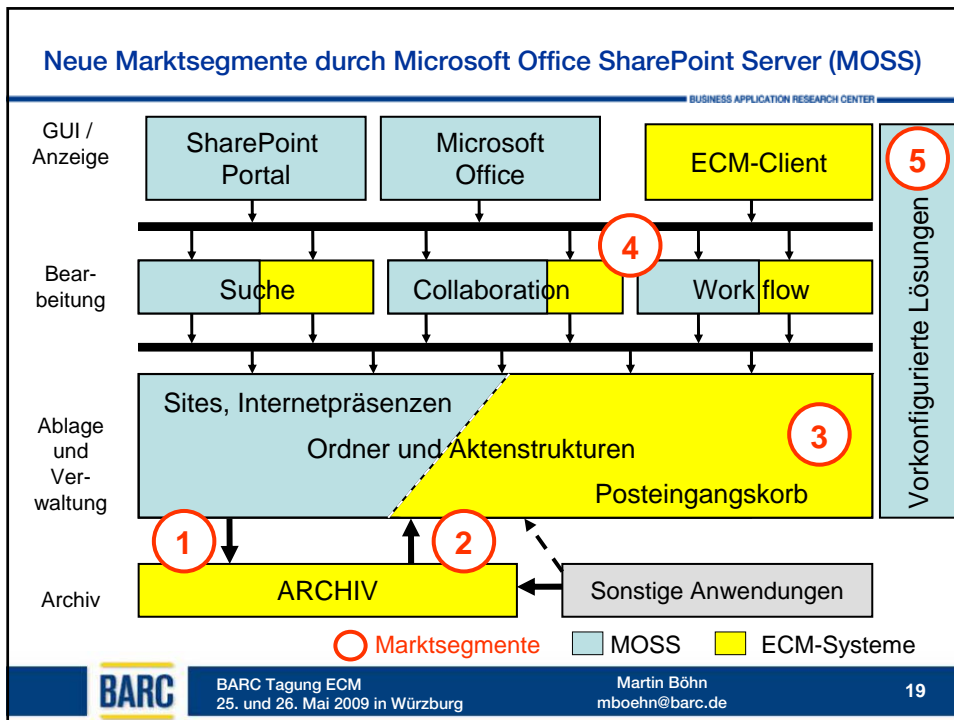 Neue Marktsegmente durch Microsoft Office SharePoint Server (MOSS)
BUSINESS APPLICATION RESEARCH CENTER
GUI /
Anzeige
SharePoint
Portal
Microsoft
Office
ECM-Client
5
Vorkonfigurierte Lösungen
4
Bear-
beitung
Suche
Collaboration
Work flow
Ablage
und
Ver-
waltung
Sites, Internetpräsenzen
Ordner und Aktenstrukturen
3
Posteingangskorb
1
2
Archiv
ARCHIV
Sonstige Anwendungen
Marktsegmente
MOSS
ECM-Systeme
BARC
BARC Tagung ECM
25. und 26. Mai 2009 in Würzburg
Martin Böhn
mboehn@barc.de
19